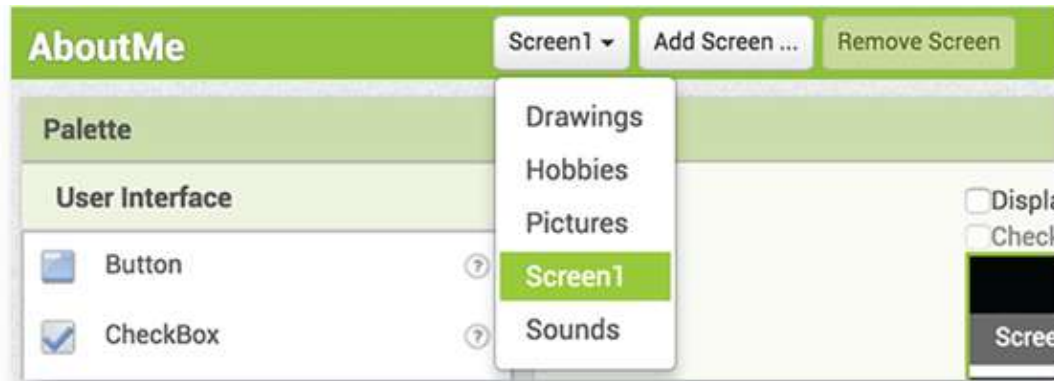 AboutMe
Screen1
Add Screen ...
Remove Screen
Drawings
Hobbies
Pictures
Screen1
Sounds
Palette
User Interface
Button
?
CheckBox
?